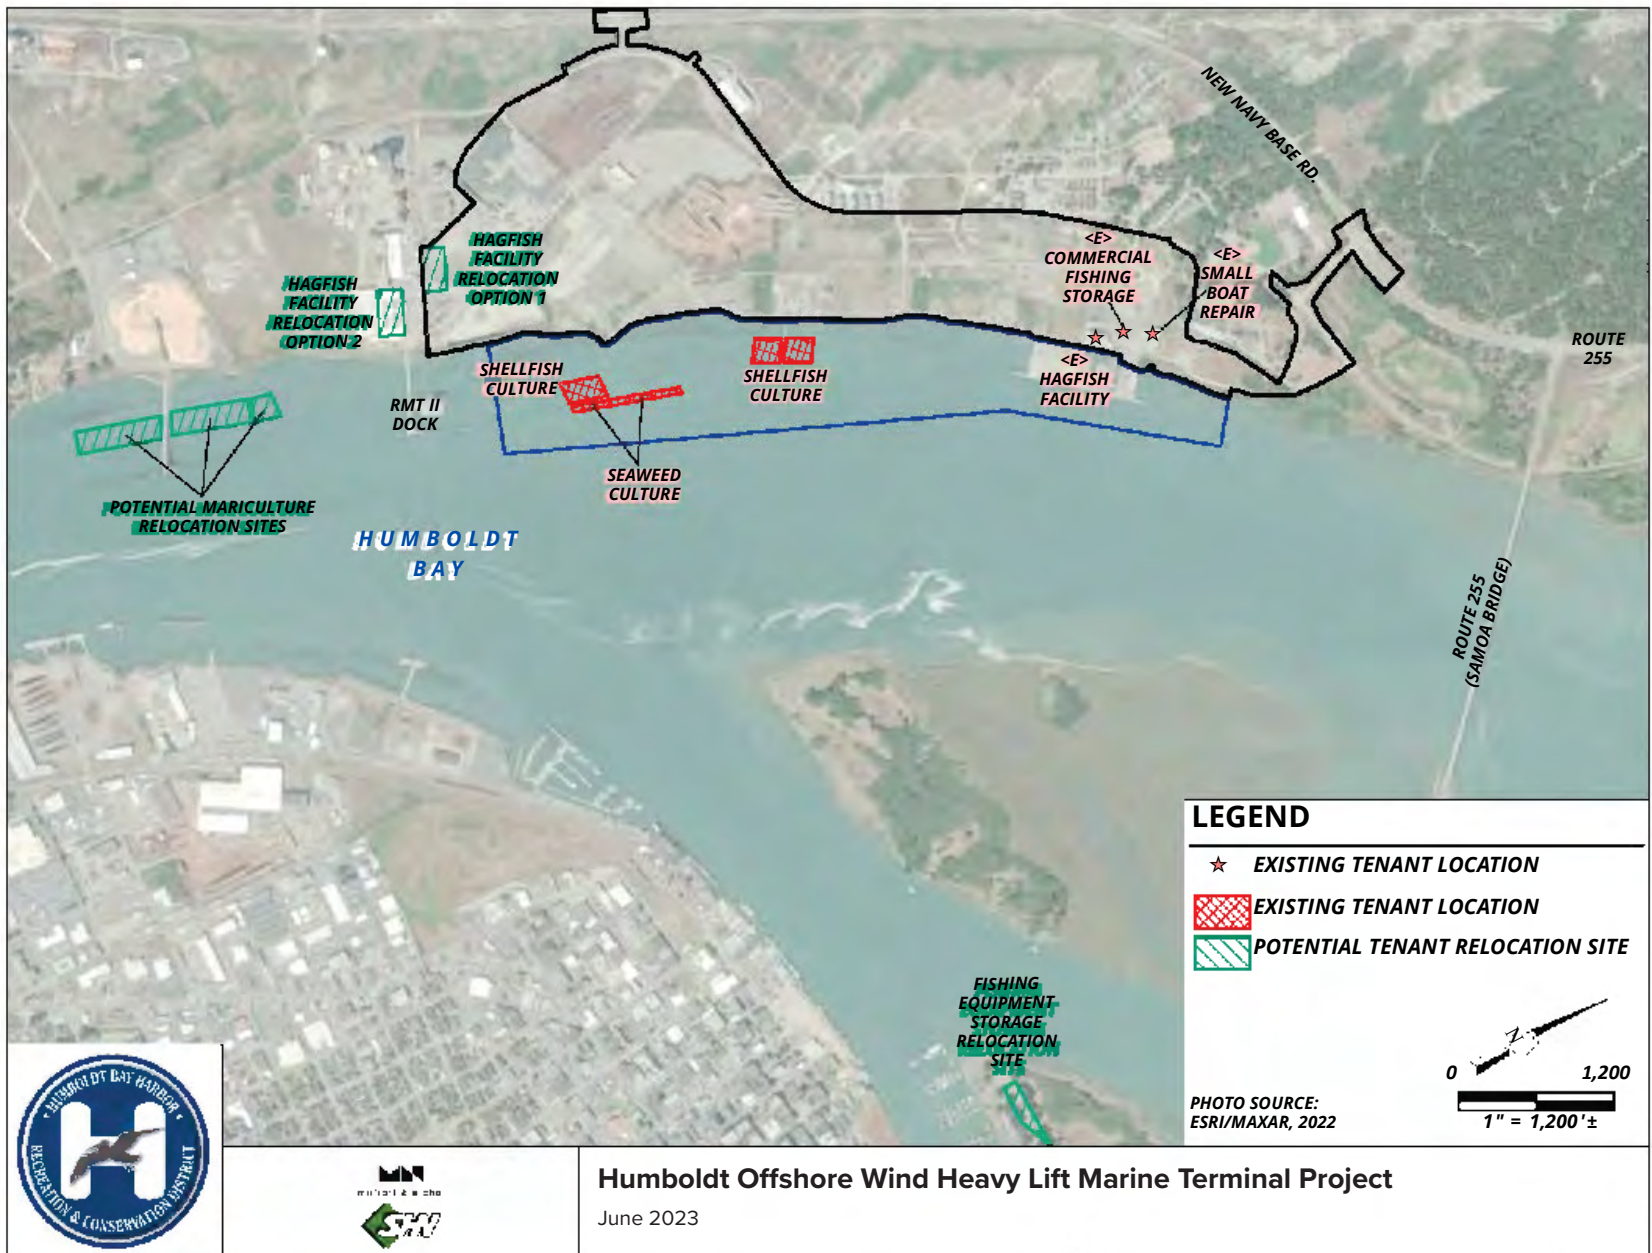 NEW NAVY BASE RD.
HAGFISH
FACILITY
RELOCATION
OPTION 1
HAGFISH
FACILITY
RELOCATION
OPTION 2
<E>
COMMERCIAL
FISHING
STORAGE
<E>
SMALL
BOAT
REPAIR
ROUTE
255
SHELLFISH
CULTURE
SHELLFISH
CULTURE
<E>
HAGFISH
FACILITY
RMT II
DOCK
SEAWEED
CULTURE
POTENTIAL MARICULTURE
RELOCATION SITES
HUMBOLDT
BAY
ROUTE 255
(SAMOA BRIDGE)
LEGEND
EXISTING TENANT LOCATION
EXISTING TENANT LOCATION
POTENTIAL TENANT RELOCATION SITE
FISHING
EQUIPMENT
STORAGE
RELOCATION
SITE
N
0 1,200
1" = 1,200'±
PHOTO SOURCE:
ESRI/MAXAR, 2022
HUMBOLDT BAY HARBOR
RECREATION & CONSERVATION DISTRICT
H
Humboldt Offshore Wind Heavy Lift Marine Terminal Project
June 2023